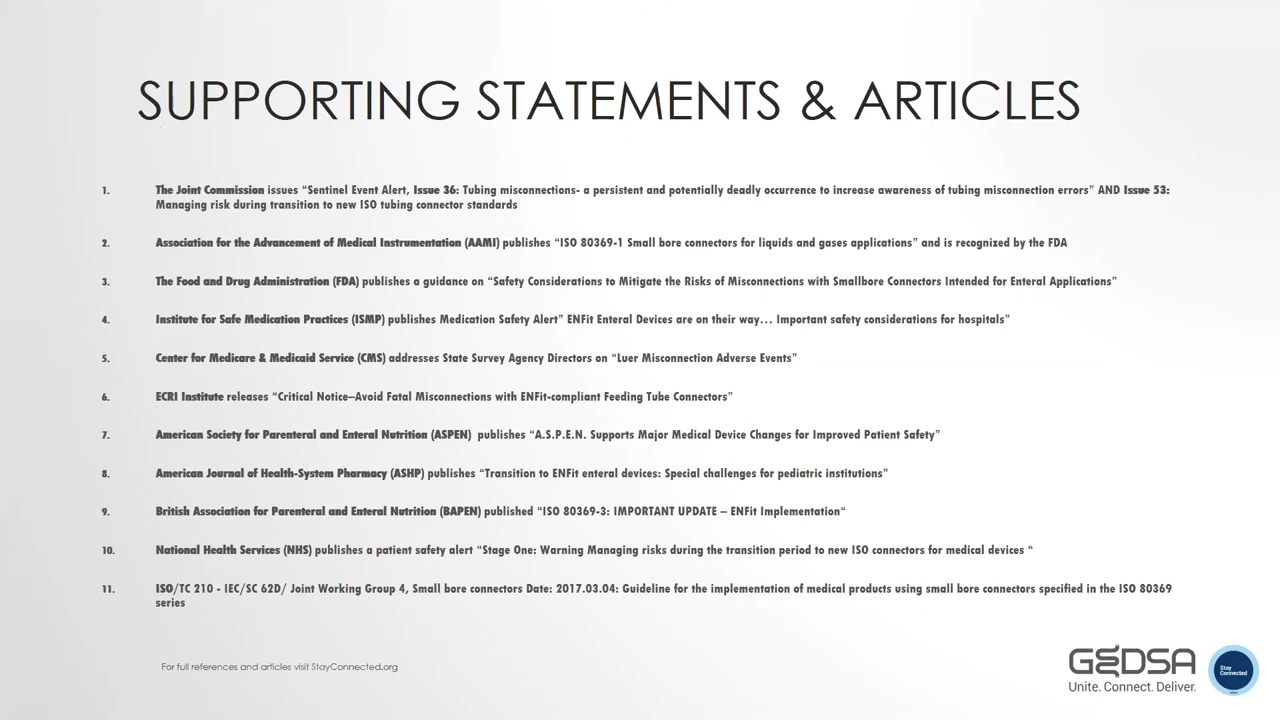 SUPPORTING STATEMENTS & ARTICLES
1. The Joint Commission issues “Sentinel Event Alert, Issue 36: Tubing misconnections- a persistent and potentially deadly occurrence to increase awareness of tubing misconnection errors” AND Issue 53:
Managing risk during transition to new ISO tubing connector standards
2. Association for the Advancement of Medical Instrumentation (AAMI) publishes “ISO 80369-1 Small bore connectors for liquids and gases applications” and is recognized by the FDA
3. The Food and Drug Administration (FDA) publishes a guidance on “Safety Considerations to Mitigate the Risks of Misconnections with Smallbore Connectors Intended for Enteral Applications”
4. Institute for Safe Medication Practices (ISMP) publishes Medication Safety Alert” ENFit Enteral Devices are on their way… Important safety considerations for hospitals”
5. Center for Medicare & Medicaid Service (CMS) addresses State Survey Agency Directors on “Luer Misconnection Adverse Events”
6. ECRI Institute releases “Critical Notice—Avoid Fatal Misconnections with ENFit-compliant Feeding Tube Connectors”
7. American Society for Parenteral and Enteral Nutrition (ASPEN) publishes “A.S.P.E.N. Supports Major Medical Device Changes for Improved Patient Safety”
8. American Journal of Health-System Pharmacy (ASHP) publishes “Transition to ENFit enteral devices: Special challenges for pediatric institutions”
9. British Association for Parenteral and Enteral Nutrition (BAPEN) published “ISO 80369-3: IMPORTANT UPDATE – ENFit Implementation“
10. National Health Services (NHS) publishes a patient safety alert “Stage One: Warning Managing risks during the transition period to new ISO connectors for medical devices “
11. ISO/TC 210 - IEC/SC 62D/ Joint Working Group 4, Small bore connectors Date: 2017.03.04: Guideline for the implementation of medical products using small bore connectors specified in the ISO 80369
series
For full references and articles visit StayConnected.org
GEDSA
Unite. Connect. Deliver.
Stay
Connected